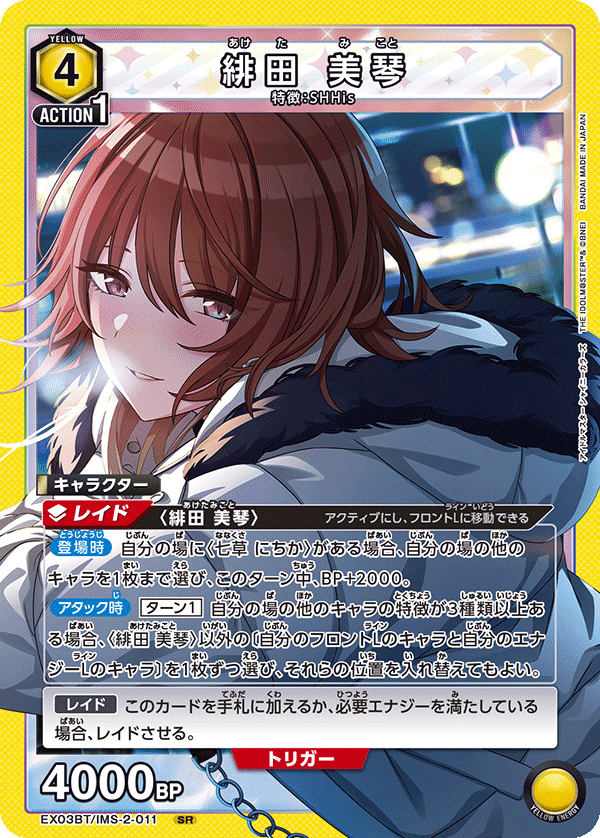 YELLOW
4
ACTION 1
あけ た み こと
緋田 美琴
特徴:SHHis
THE IDOLM@STER™& ©BNEI BANDAI MADE IN JAPAN
アイドルマスター シャイニーカラーズ
キャラクター
レイド 〈緋田 美琴〉 アクティブにし、フロントLに移動できる
登場時 自分の場に〈七草 にちか〉がある場合、自分の場の他の
キャラを1枚まで選び、このターン中、BP+2000。
アタック時 ターン1 自分の場の他のキャラの特徴が3種類以上あ
る場合、〈緋田 美琴〉以外の〔自分のフロントLのキャラと自分のエナ
ジーLのキャラ〕を1枚ずつ選び、それらの位置を入れ替えてもよい。
レイド このカードを手札に加えるか、必要エナジーを満たしている
場合、レイドさせる。
トリガー
4000BP
YELLOW ENERGY
EX03BT/IMS-2-011 SR